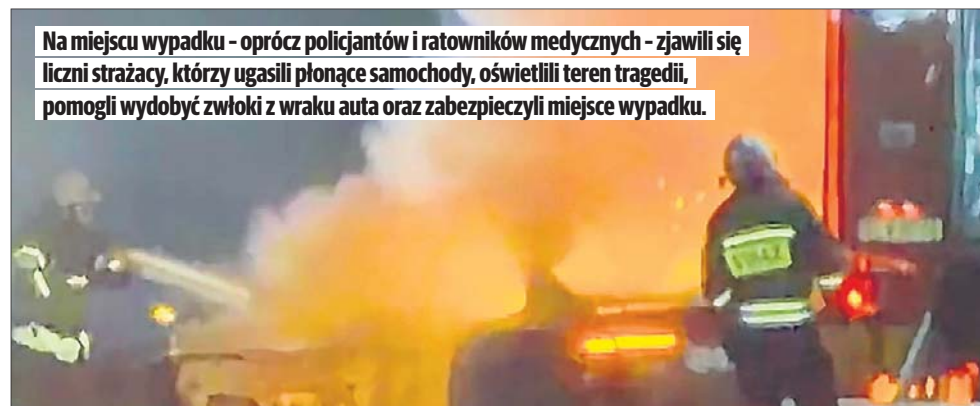 Na miejscu wypadku – oprócz policjantów i ratowników medycznych – zjawili się
liczni strażacy, którzy ugasili płonące samochody, oświetlili teren tragedii,
pomogli wydobyć zwłoki z wraku auta oraz zabezpieczyli miejsce wypadku.